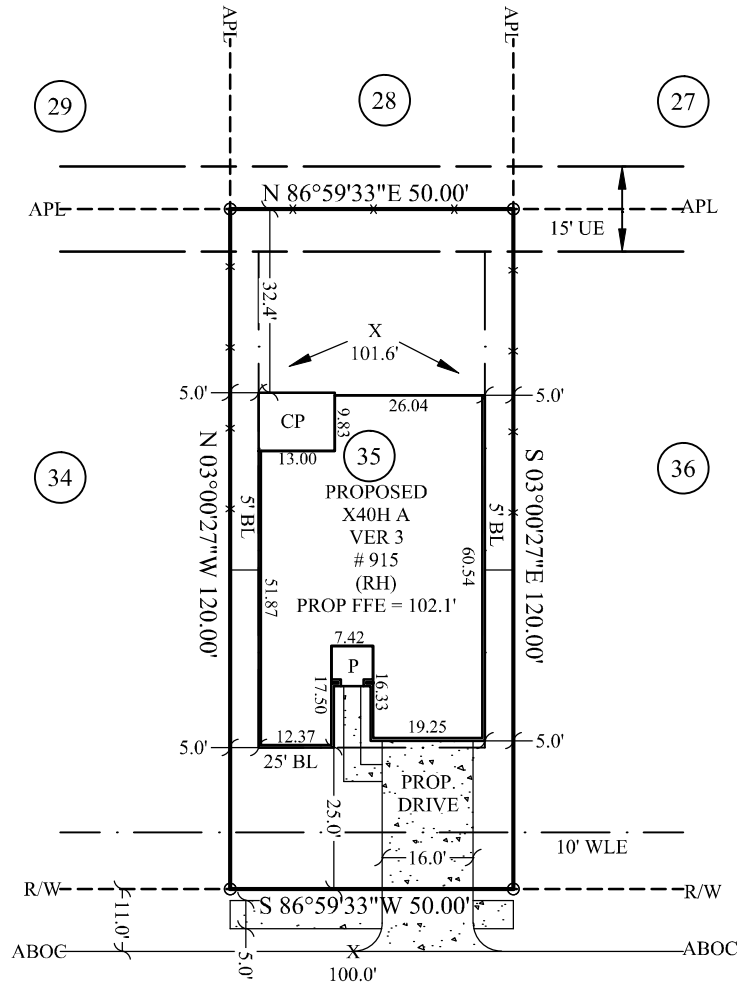 APL
APL
29
28
27
N 86°59'33"E 50.00'
APL
APL
15' UE
32.4'
X
101.6'
5.0'
5.0'
26.04
CP
9.83
13.00
35
34
36
N 03°00'27"W 120.00'
S 03°00'27"E 120.00'
5' BL
5' BL
PROPOSED
X40H A
VER 3
# 915
(RH)
PROP FFE = 102.1'
51.87
60.54
7.42
P
17.50
16.33
12.37
19.25
5.0'
5.0'
25' BL
PROP.
DRIVE
25.0'
10' WLE
16.0'
R/W
R/W
S 86°59'33"W 50.00'
11.0'
5.0'
ABOC
ABOC
X
100.0'